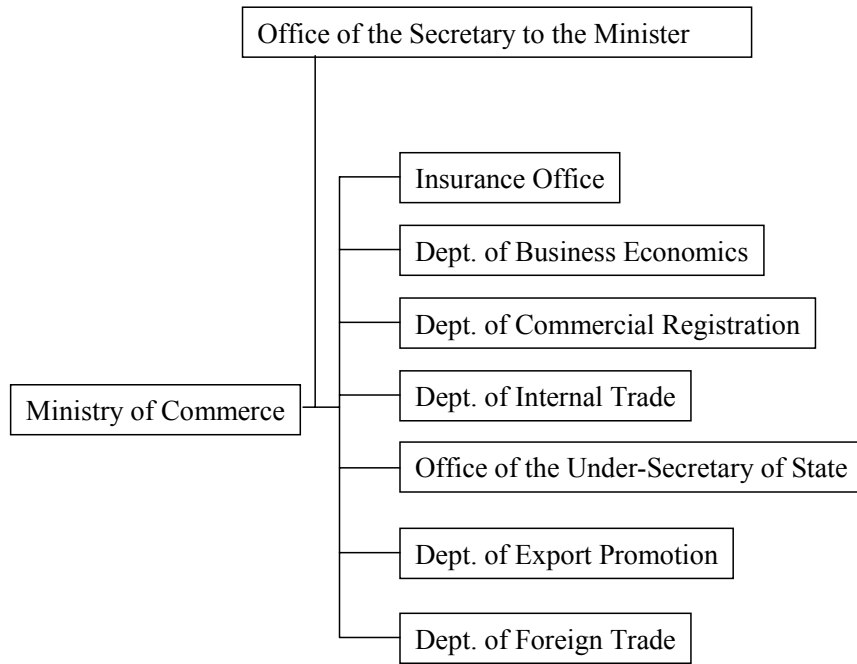 Office of the Secretary to the Minister
Insurance Office
Dept. of Business Economics
Dept. of Commercial Registration
Ministry of Commerce
Dept. of Internal Trade
Office of the Under-Secretary of State
Dept. of Export Promotion
Dept. of Foreign Trade